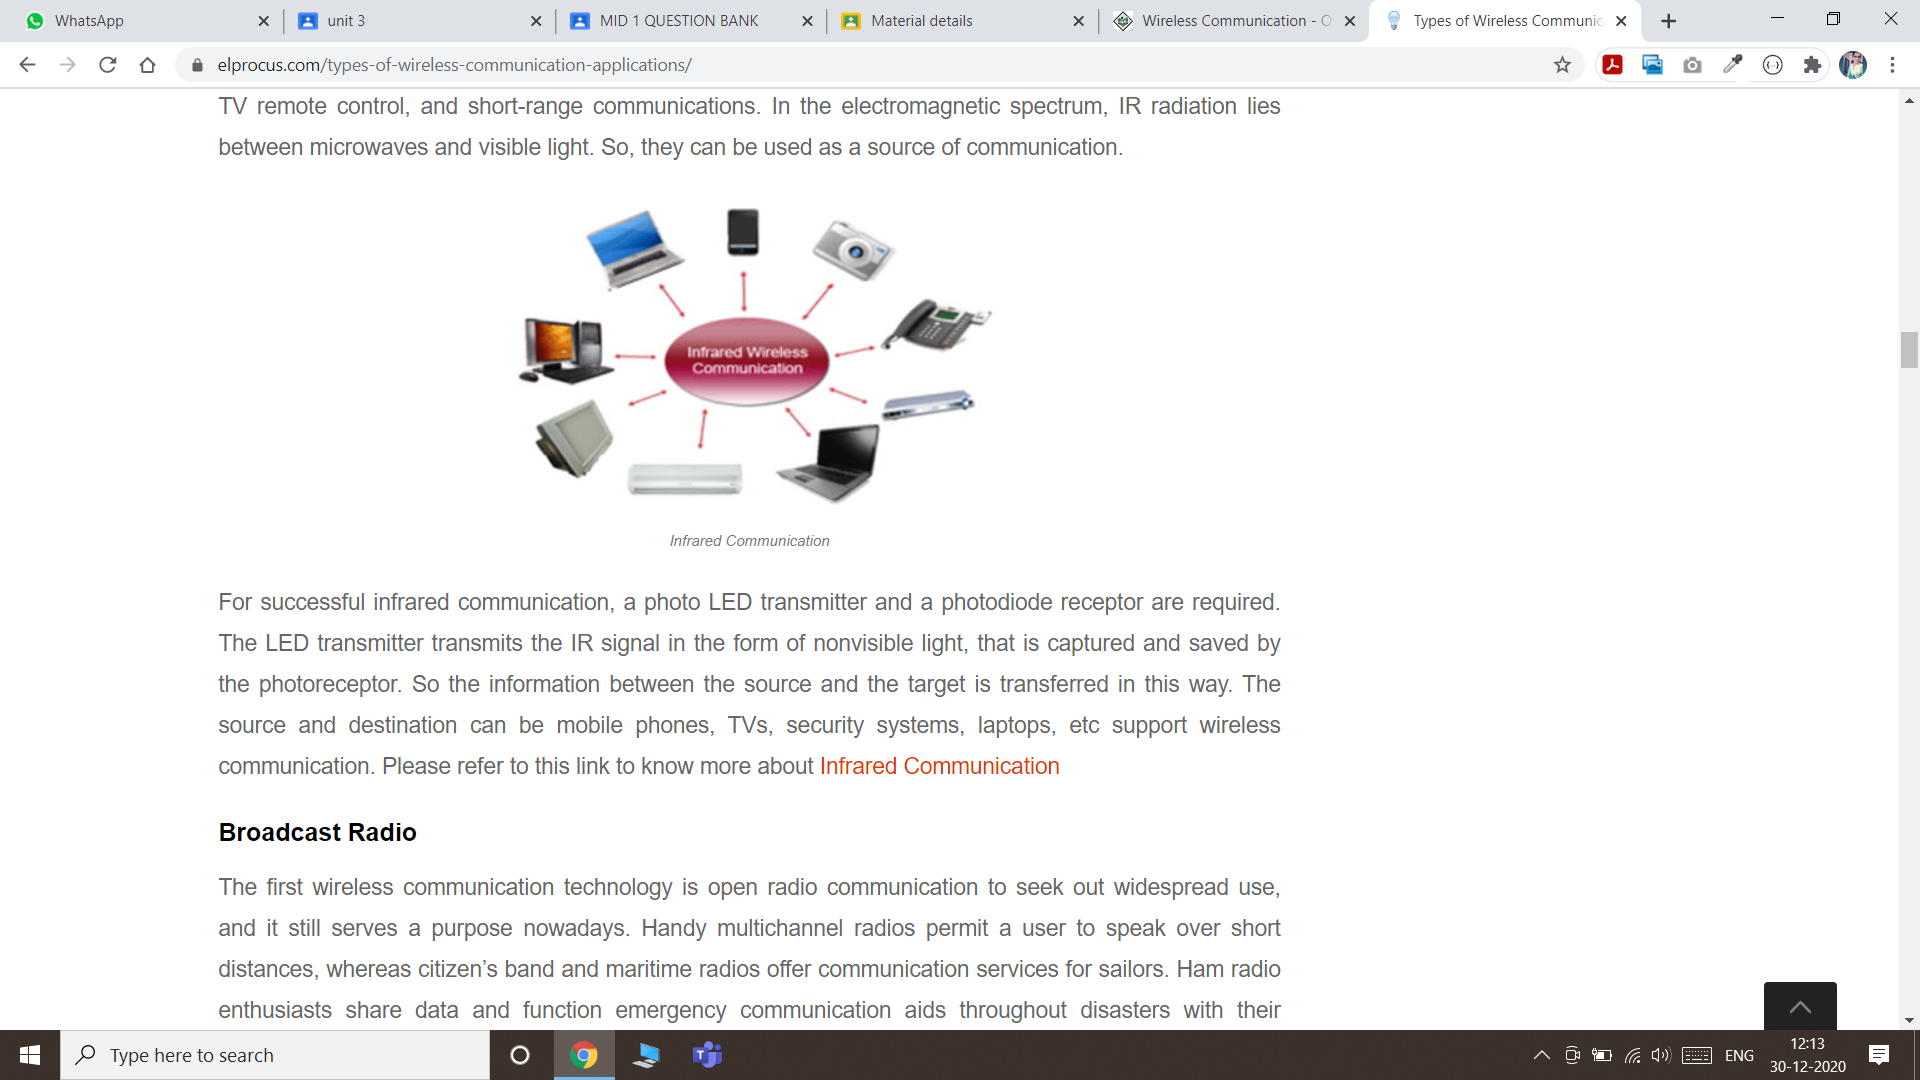 WhatsApp
unit 3
MID 1 QUESTION BANK
Material details
Wireless Communication - O
Types of Wireless Communic
elprocus.com/types-of-wireless-communication-applications/
TV remote control, and short-range communications. In the electromagnetic spectrum, IR radiation lies
between microwaves and visible light. So, they can be used as a source of communication.
Infrared Wireless
Communication
Infrared Communication
For successful infrared communication, a photo LED transmitter and a photodiode receptor are required.
The LED transmitter transmits the IR signal in the form of nonvisible light, that is captured and saved by
the photoreceptor. So the information between the source and the target is transferred in this way. The
source and destination can be mobile phones, TVs, security systems, laptops, etc support wireless
communication. Please refer to this link to know more about Infrared Communication
Broadcast Radio
The first wireless communication technology is open radio communication to seek out widespread use,
and it still serves a purpose nowadays. Handy multichannel radios permit a user to speak over short
distances, whereas citizen’s band and maritime radios offer communication services for sailors. Ham radio
enthusiasts share data and function emergency communication aids throughout disasters with their
Type here to search
ENG
12:13
30-12-2020